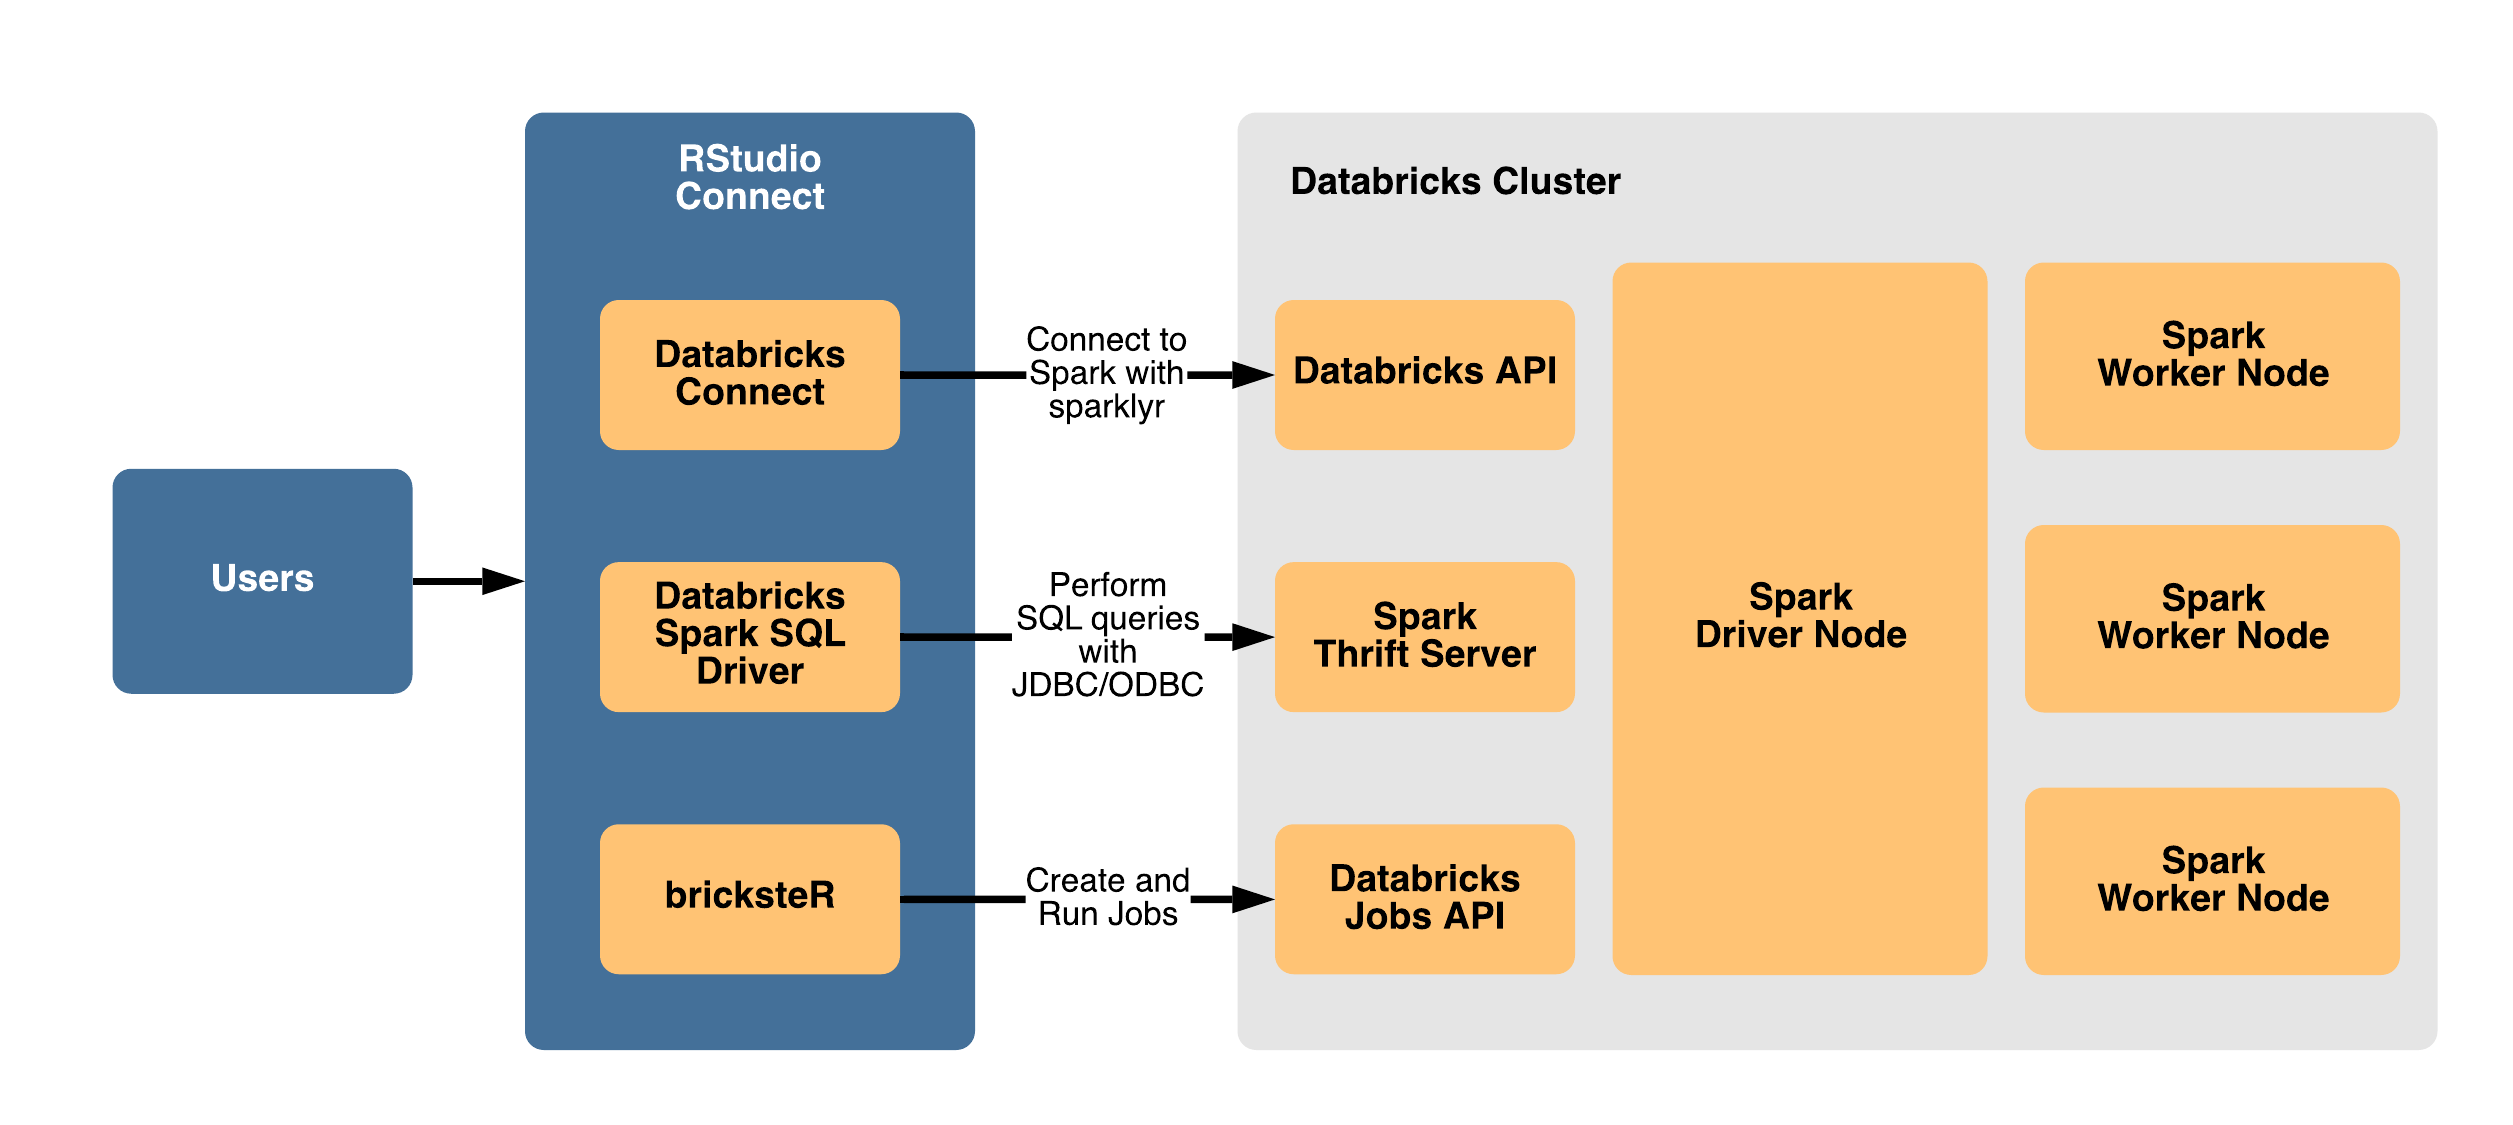 Users
RStudio
Connect
Databricks
Connect
Databricks
Spark SQL
Driver
bricksteR
Connect to
Spark with
sparklyr
Perform
SQL queries
with
JDBC/ODBC
Create and
Run Jobs
Databricks Cluster
Databricks API
Spark
Thrift Server
Databricks
Jobs API
Spark
Driver Node
Spark
Worker Node
Spark
Worker Node
Spark
Worker Node